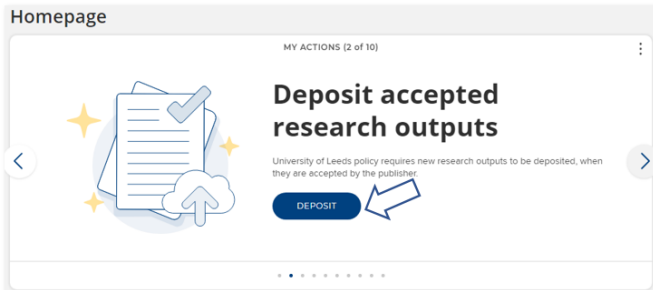 Homepage
MY ACTIONS (2 of 10)
Deposit accepted
research outputs
University of Leeds policy requires new research outputs to be deposited, when
they are accepted by the publisher.
DEPOSIT